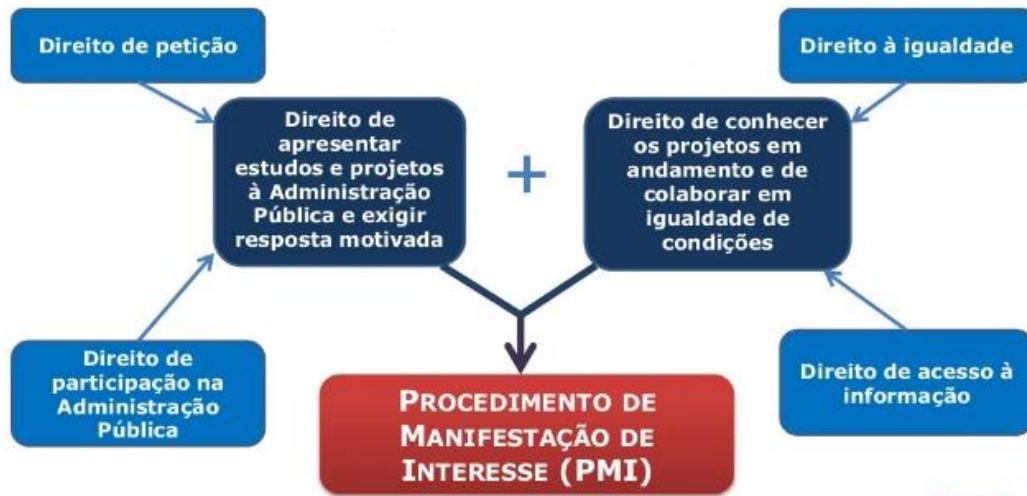 Direito de petição
Direito à igualdade
Direito de
apresentar
estudos e projetos
à Administração
Pública e exigir
resposta motivada
+
Direito de conhecer
os projetos em
andamento e de
colaborar em
igualdade de
condições
Direito de
participação na
Administração
Pública
Direito de acesso à
informação
PROCEDIMENTO DE
MANIFESTAÇÃO DE
INTERESSE (PMI)